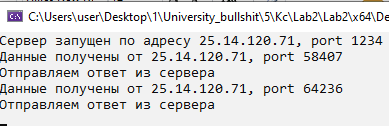 C:\Users\user\Desktop\1\University_bullshit\5\Kc\Lab2\Lab2\x64\De
Сервер запущен по адресу 25.14.120.71, port 1234
Данные получены от 25.14.120.71, port 58407
Отправляем ответ из сервера
Данные получены от 25.14.120.71, port 64236
Отправляем ответ из сервера